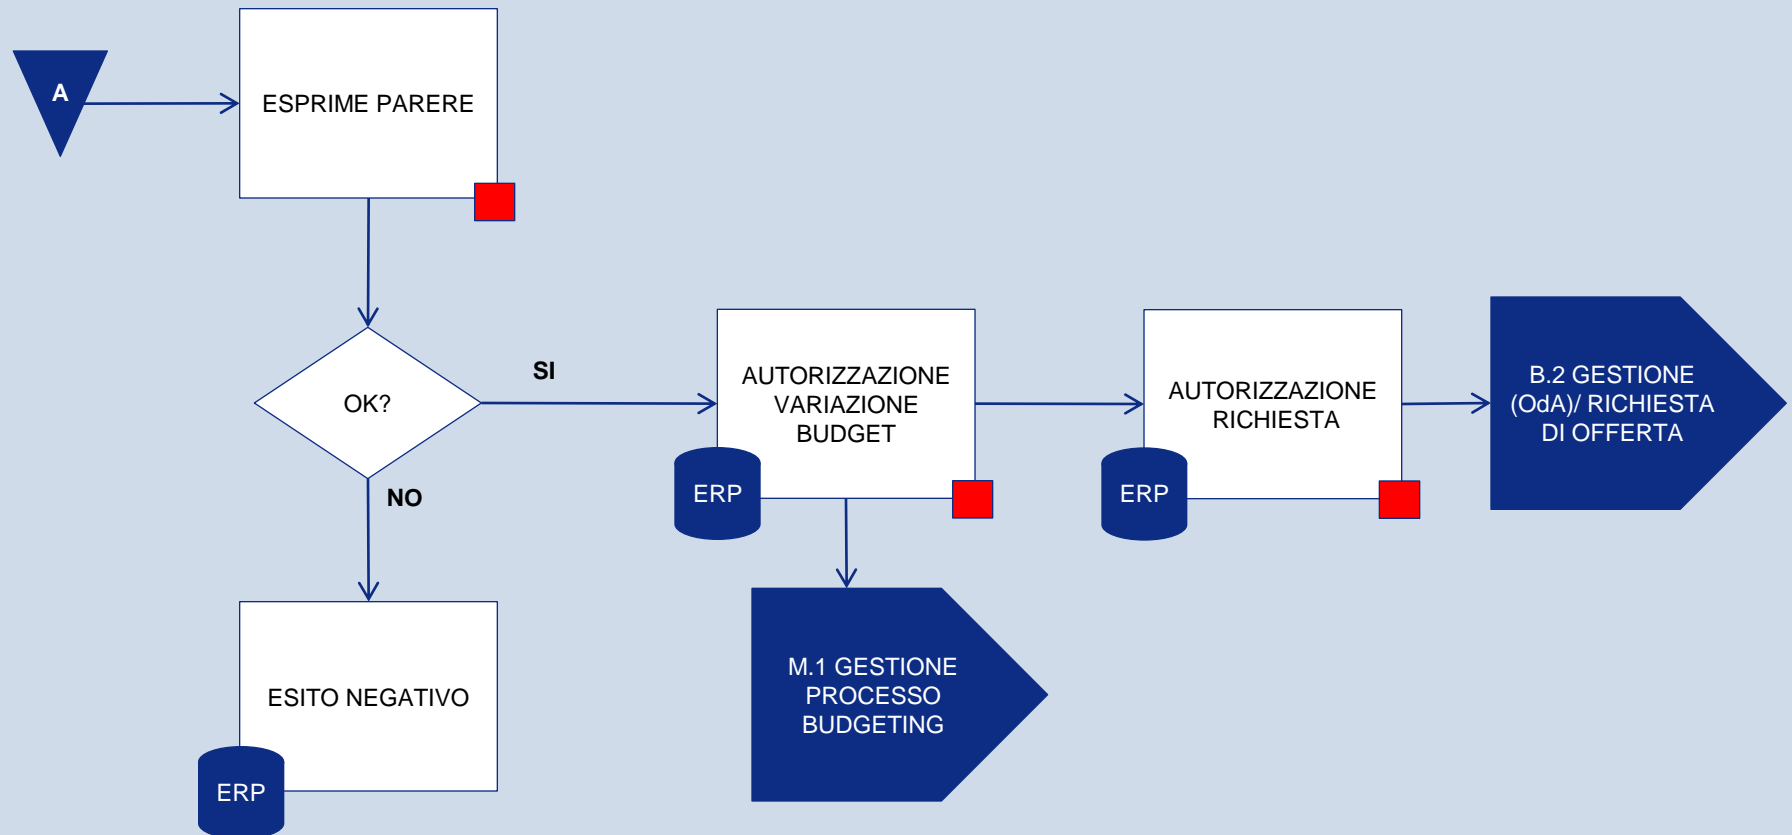 A
ESPRIME PARERE
OK?
SI
NO
AUTORIZZAZIONE
VARIAZIONE
BUDGET
ERP
AUTORIZZAZIONE
RICHIESTA
ERP
B.2 GESTIONE
(OdA)/ RICHIESTA
DI OFFERTA
ESITO NEGATIVO
ERP
M.1 GESTIONE
PROCESSO
BUDGETING